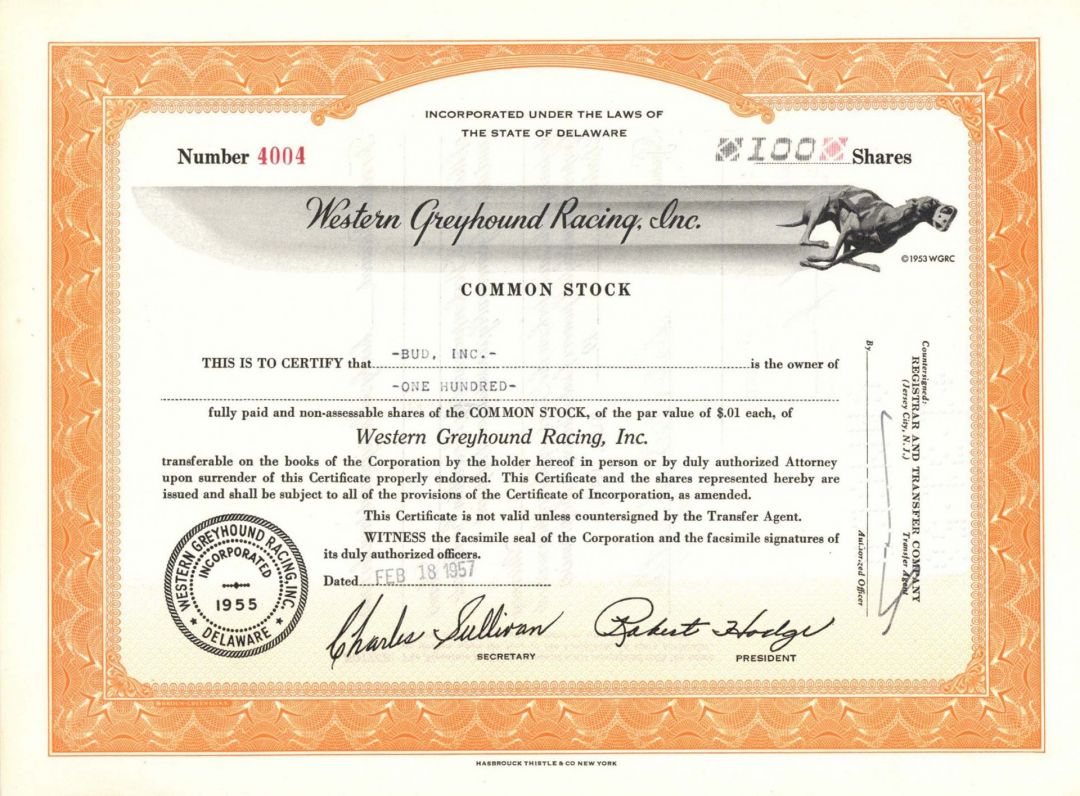 INCORPORATED UNDER THE LAWS OF
THE STATE OF DELAWARE
Number 4004
100 Shares
Western Greyhound Racing, Inc.
©1953 WGRC
COMMON STOCK
THIS IS TO CERTIFY that -BUD, INC.- is the owner of
-ONE HUNDRED-
fully paid and non-assessable shares of the COMMON STOCK, of the par value of $.01 each, of
Western Greyhound Racing, Inc.
transferable on the books of the Corporation by the holder hereof in person or by duly authorized Attorney
upon surrender of this Certificate properly endorsed. This Certificate and the shares represented hereby are
issued and shall be subject to all of the provisions of the Certificate of Incorporation, as amended.
This Certificate is not valid unless countersigned by the Transfer Agent.
WITNESS the facsimile seal of the Corporation and the facsimile signatures of
its duly authorized officers.
Dated FEB 18 1957
WESTERN GREYHOUND RACING, INC.
INCORPORATED
1955
DELAWARE
Charles Sullivan
SECRETARY
Robert Hodge
PRESIDENT
Countersigned:
REGISTRAR AND TRANSFER COMPANY
(Jersey City, N. J.) Transfer Agent
By
Authorized Officer
HASBROUCK THISTLE & CO NEW YORK